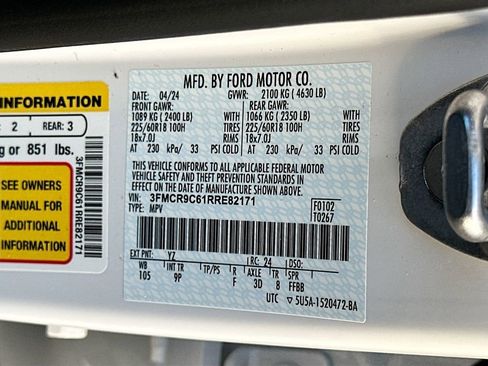 INFORMATION
2 REAR: 3
g or 851 lbs.
SEE OWNERS
MANUAL FOR
ADDITIONAL
INFORMATION
3FMCR9C61RRE82171
MFD. BY FORD MOTOR CO.
04/24 GVWR: 2100 KG ( 4630 LB)
FRONT GAWR: REAR GAWR:
1089 KG ( 2400 LB) 1066 KG ( 2350 LB)
225/60R18 100H 225/60R18 100H
18x7.0J RIMS 18x7.0J RIMS
AT 230 kPa/ 33 PSI COLD AT 230 kPa/ 33 PSI COLD
THIS VEHICLE CONFORMS TO ALL APPLICABLE FEDERAL MOTOR
VEHICLE SAFETY AND THEFT PREVENTION STANDARDS IN
EFFECT ON THE DATE OF MANUFACTURE SHOWN ABOVE.
VIN: 3FMCR9C61RRE82171 F0102
TYPE: MPV T0267
EXT PNT: YZ RC: 24 DSO:
WB INT TR TP/PS R AXLE TR SPR
105 9P F 3D 8 FFBB
UTC 5U5A-1520472-BA